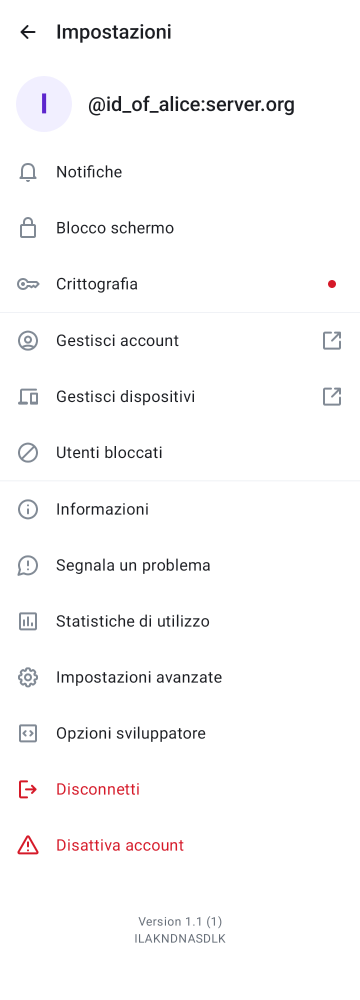 Impostazioni
I
@id_of_alice:server.org
Notifiche
Blocco schermo
Crittografia
Gestisci account
Gestisci dispositivi
Utenti bloccati
Informazioni
Segnala un problema
Statistiche di utilizzo
Impostazioni avanzate
Opzioni sviluppatore
Disconnetti
Disattiva account
Version 1.1 (1)
ILAKNDNASDLK